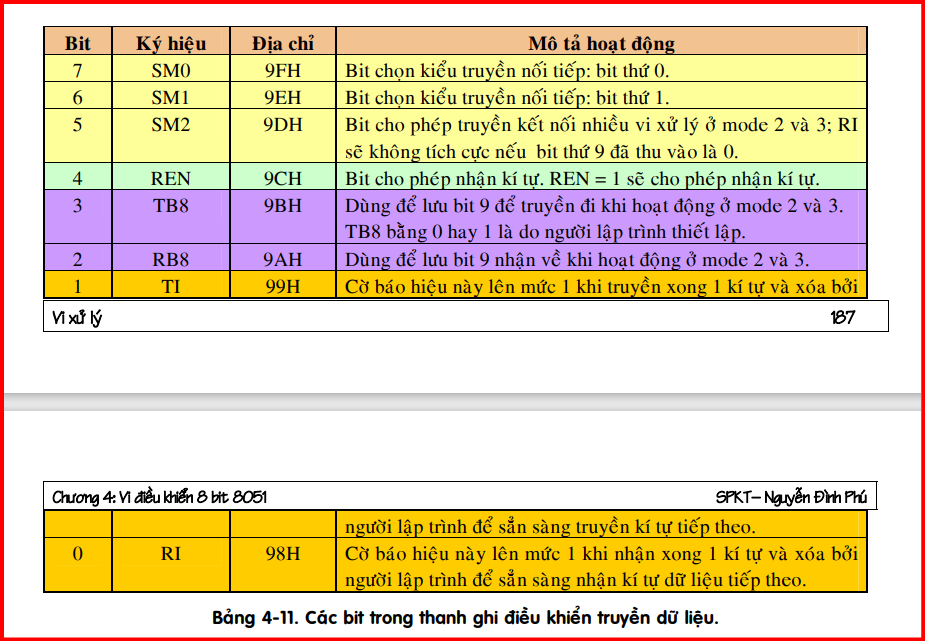 Bit Ký hiệu Địa chỉ Mô tả hoạt động
7 SM0 9FH Bit chọn kiểu truyền nối tiếp: bit thứ 0.
6 SM1 9EH Bit chọn kiểu truyền nối tiếp: bit thứ 1.
5 SM2 9DH Bit cho phép truyền kết nối nhiều vi xử lý ở mode 2 và 3; RI
sẽ không tích cực nếu bit thứ 9 đã thu vào là 0.
4 REN 9CH Bit cho phép nhận kí tự. REN = 1 sẽ cho phép nhận kí tự.
3 TB8 9BH Dùng để lưu bit 9 để truyền đi khi hoạt động ở mode 2 và 3.
TB8 bằng 0 hay 1 là do người lập trình thiết lập.
2 RB8 9AH Dùng để lưu bit 9 nhận về khi hoạt động ở mode 2 và 3.
1 TI 99H Cờ báo hiệu này lên mức 1 khi truyền xong 1 kí tự và xóa bởi
Vi xử lý 187
Chương 4: Vi điều khiển 8 bit 8051 SPKT– Nguyễn Đình Phú
người lập trình để sẳn sàng truyền kí tự tiếp theo.
0 RI 98H Cờ báo hiệu này lên mức 1 khi nhận xong 1 kí tự và xóa bởi
người lập trình để sẳn sàng nhận kí tự dữ liệu tiếp theo.
Bảng 4-11. Các bit trong thanh ghi điều khiển truyền dữ liệu.